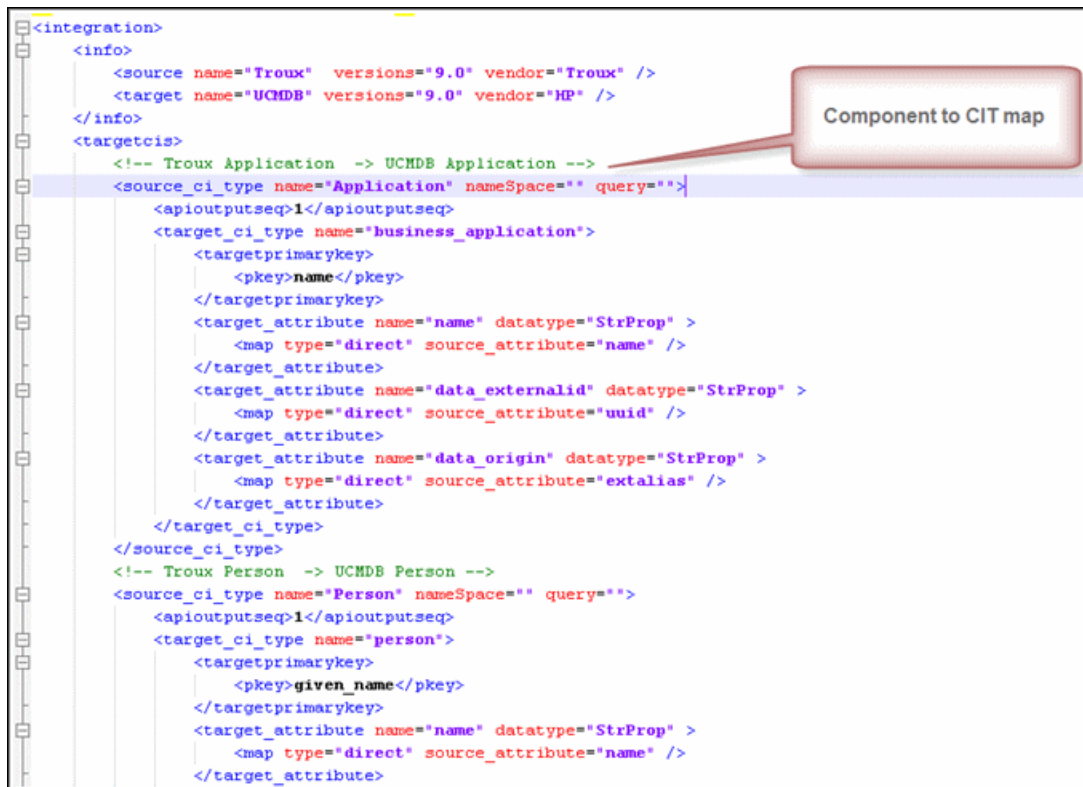 <integration>
<info>
<source name="Troux"  versions="9.0" vendor="Troux" />
<target name="UCMDB" versions="9.0" vendor="HP" />
</info>
<targetcis>
<!-- Troux Application  -> UCMDB Application -->
Component to CIT map
<source_ci_type name="Application" nameSpace="" query="">
<apioutputseq>1</apioutputseq>
<target_ci_type name="business_application">
<targetprimarykey>
<pkey>name</pkey>
</targetprimarykey>
<target_attribute name="name" datatype="StrProp" >
<map type="direct" source_attribute="name" />
</target_attribute>
<target_attribute name="data_externalid" datatype="StrProp" >
<map type="direct" source_attribute="uuid" />
</target_attribute>
<target_attribute name="data_origin" datatype="StrProp" >
<map type="direct" source_attribute="extalias" />
</target_attribute>
</target_ci_type>
</source_ci_type>
<!-- Troux Person  -> UCMDB Person -->
<source_ci_type name="Person" nameSpace="" query="">
<apioutputseq>1</apioutputseq>
<target_ci_type name="person">
<targetprimarykey>
<pkey>given_name</pkey>
</targetprimarykey>
<target_attribute name="name" datatype="StrProp" >
<map type="direct" source_attribute="name" />
</target_attribute>